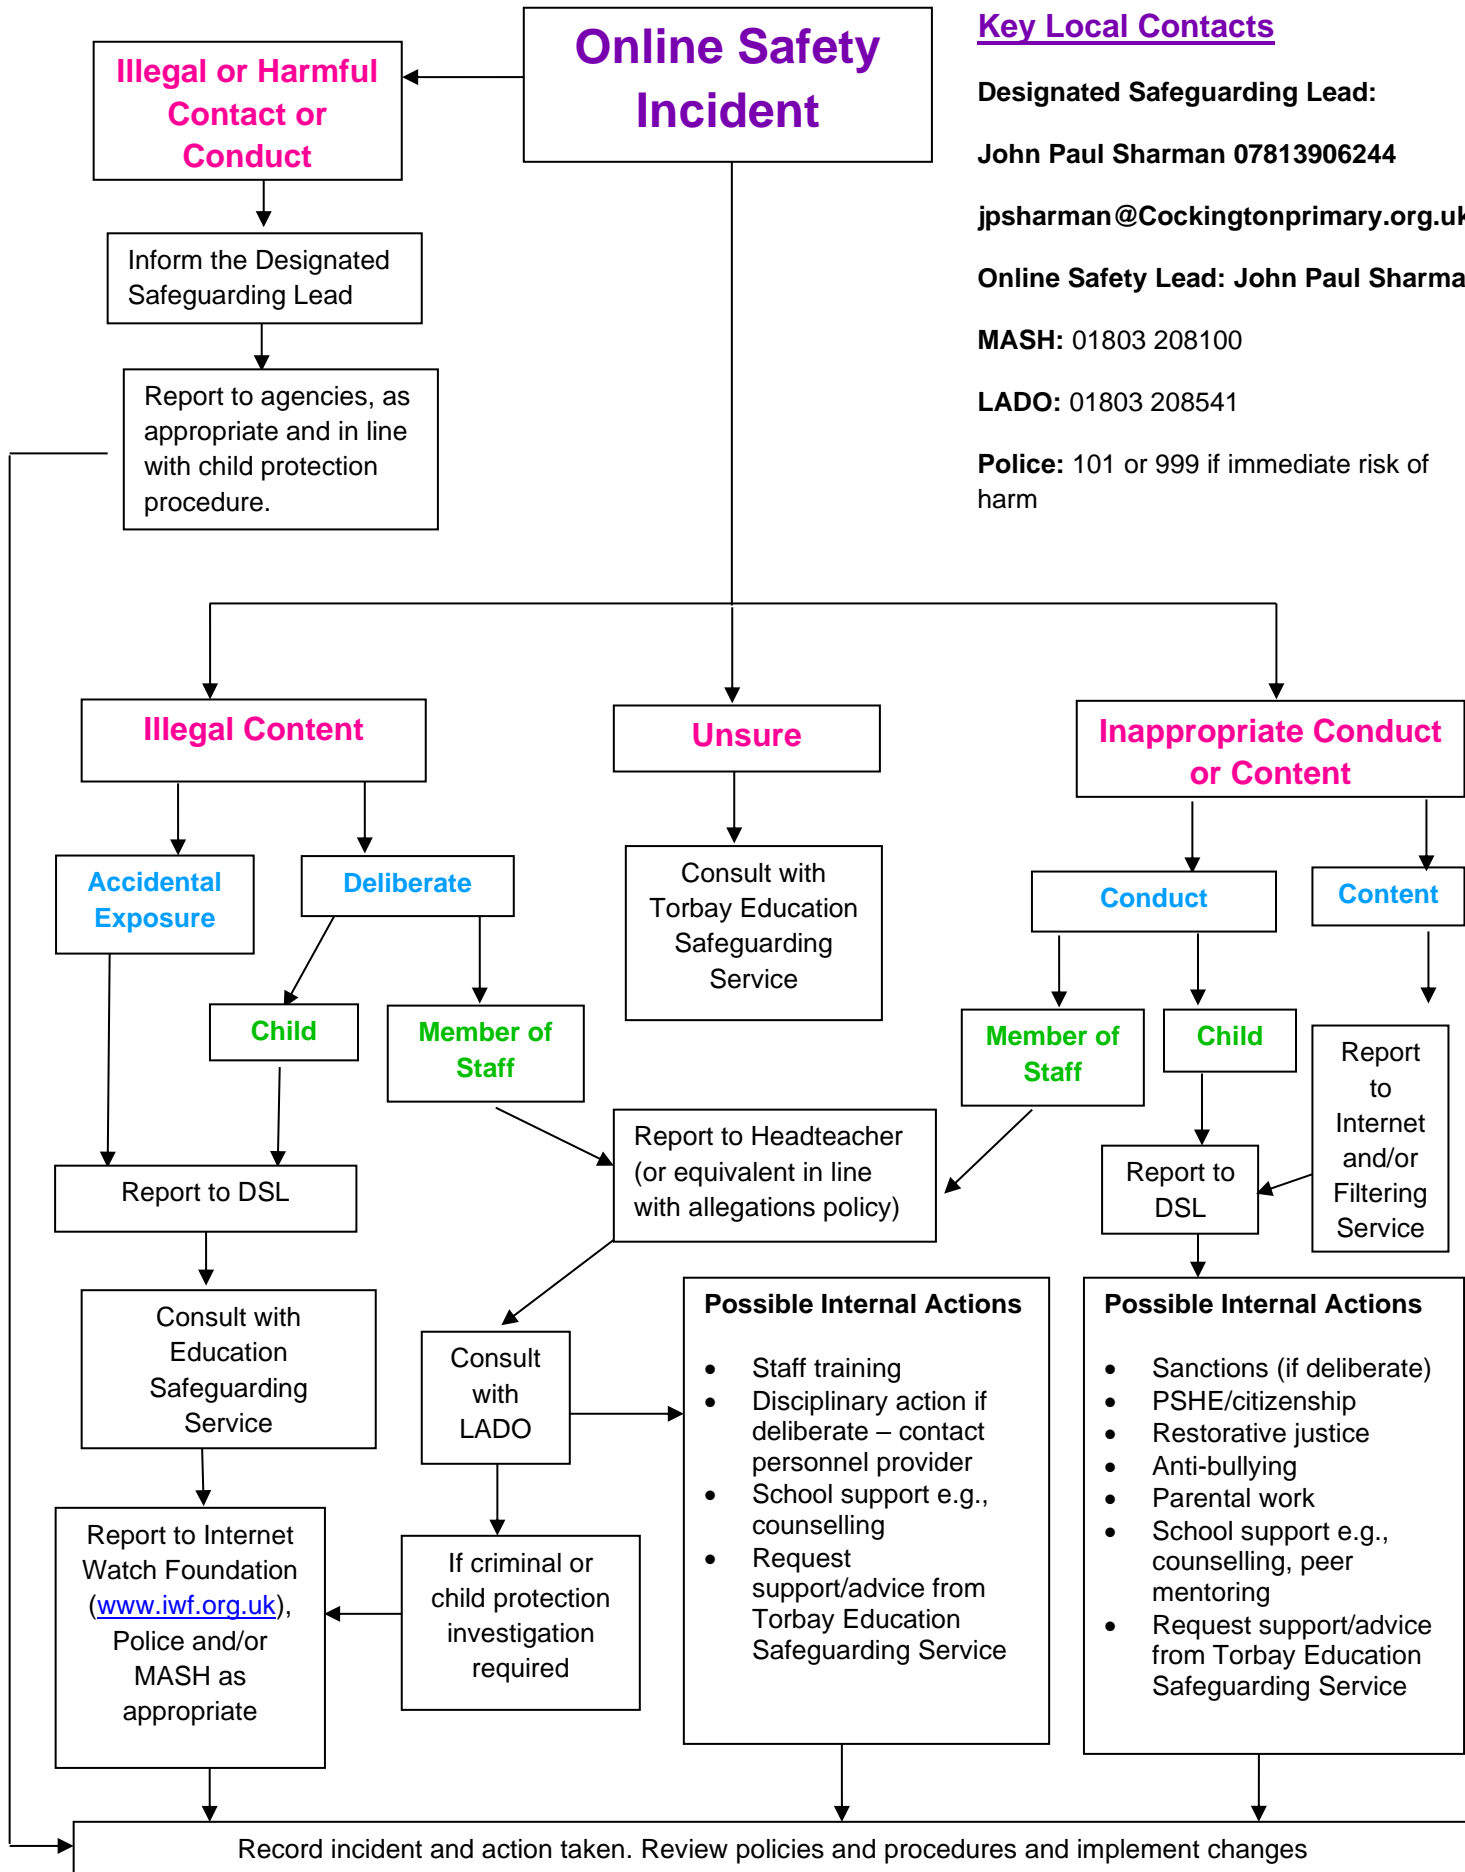 Online Safety
Incident
Illegal or Harmful
Contact or
Conduct
Inform the Designated
Safeguarding Lead
Report to agencies, as
appropriate and in line
with child protection
procedure.
Key Local Contacts
Designated Safeguarding Lead:
John Paul Sharman 07813906244
jpsharman@Cockingtonprimary.org.uk
Online Safety Lead: John Paul Sharma
MASH: 01803 208100
LADO: 01803 208541
Police: 101 or 999 if immediate risk of
harm
Illegal Content
Unsure
Inappropriate Conduct
or Content
Accidental
Exposure
Deliberate
Consult with
Torbay Education
Safeguarding
Service
Conduct
Content
Child
Member of
Staff
Member of
Staff
Child
Report
to
Internet
and/or
Filtering
Service
Report to DSL
Report to Headteacher
(or equivalent in line
with allegations policy)
Report to
DSL
Consult with
Education
Safeguarding
Service
Consult
with
LADO
Possible Internal Actions
• Staff training
• Disciplinary action if
deliberate – contact
personnel provider
• School support e.g.,
counselling
• Request
support/advice from
Torbay Education
Safeguarding Service
Possible Internal Actions
• Sanctions (if deliberate)
• PSHE/citizenship
• Restorative justice
• Anti-bullying
• Parental work
• School support e.g.,
counselling, peer
mentoring
• Request support/advice
from Torbay Education
Safeguarding Service
Report to Internet
Watch Foundation
(www.iwf.org.uk),
Police and/or
MASH as
appropriate
If criminal or
child protection
investigation
required
Record incident and action taken. Review policies and procedures and implement changes